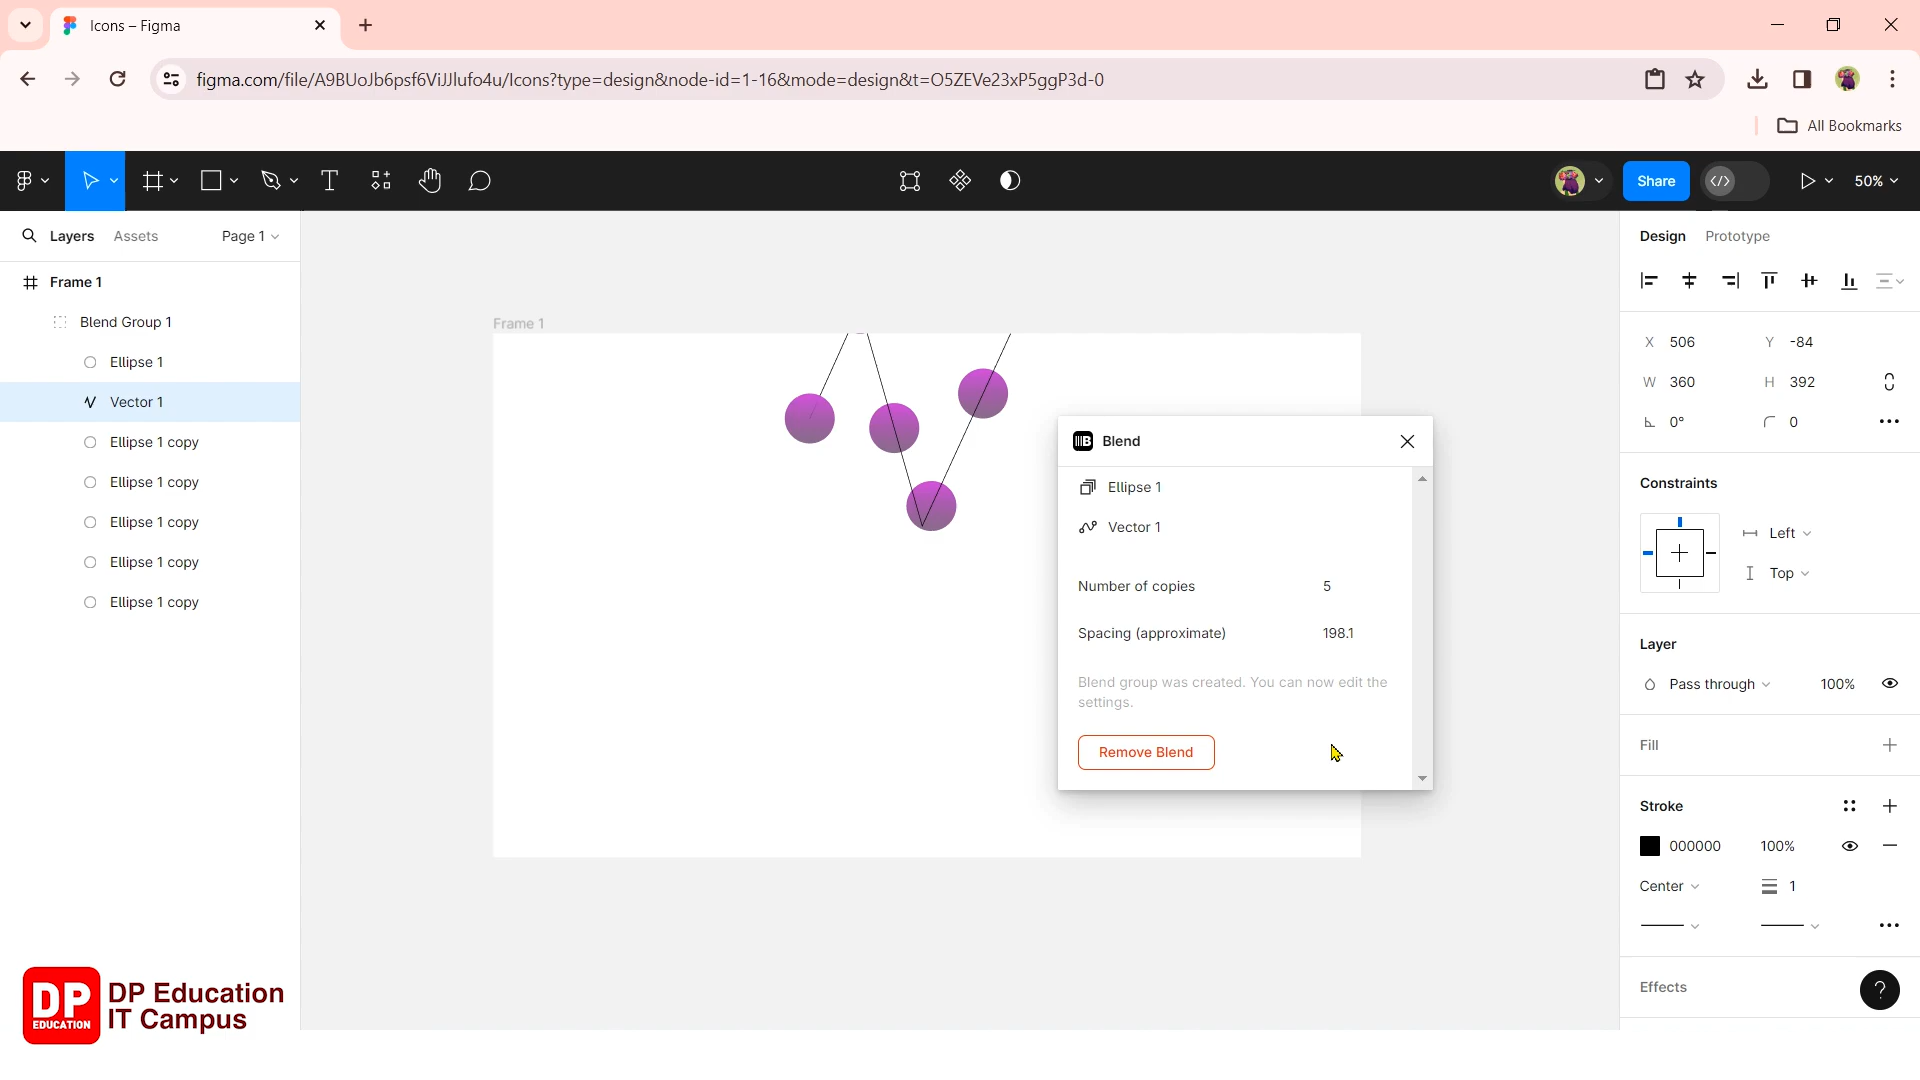 Icons – Figma
figma.com/file/A9BUoJb6psf6ViJJlufo4u/Icons?type=design&node-id=1-16&mode=design&t=O5ZEVe23xP5ggP3d-0
All Bookmarks
Share
50%
Layers
Assets
Page 1
Frame 1
Blend Group 1
Ellipse 1
Vector 1
Ellipse 1 copy
Ellipse 1 copy
Ellipse 1 copy
Ellipse 1 copy
Ellipse 1 copy
Frame 1
Blend
Ellipse 1
Vector 1
Number of copies 5
Spacing (approximate) 198.1
Blend group was created. You can now edit the
settings.
Remove Blend
Design Prototype
X 506 Y -84
W 360 H 392
0° 0
Constraints
Left
Top
Layer
Pass through 100%
Fill
Stroke
000000 100%
Center 1
Effects
?
DP
EDUCATION
DP Education
IT Campus